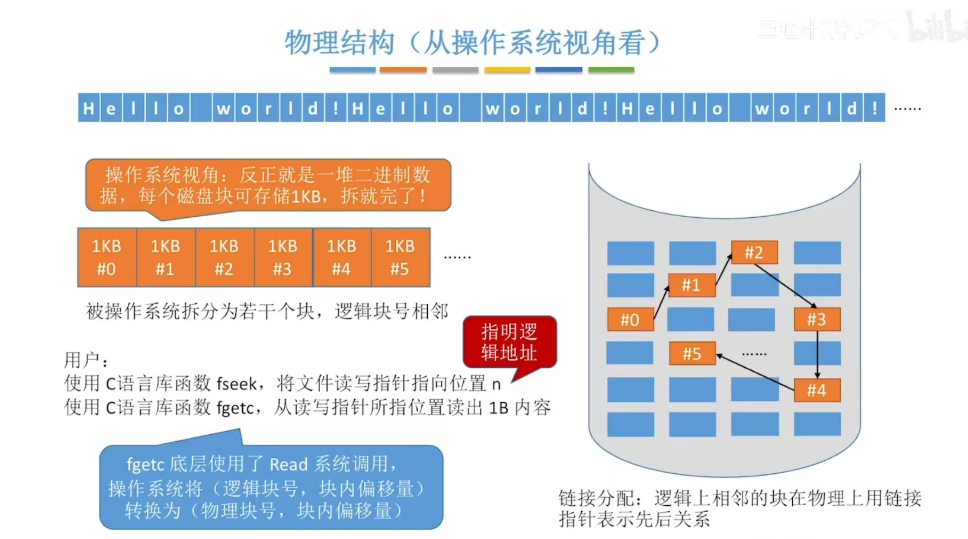 物理结构（从操作系统视角看）
bilibili
Hello world!Hello world!Hello world! ......
操作系统视角：反正就是一堆二进制数
据，每个磁盘块可存储1KB，拆就完了！
1KB 1KB 1KB 1KB 1KB 1KB
#0 #1 #2 #3 #4 #5 ......
被操作系统拆分为若干个块，逻辑块号相邻
指明逻
辑地址
用户：
使用 C语言库函数 fseek，将文件读写指针指向位置 n
使用 C语言库函数 fgetc，从读写指针所指位置读出 1B 内容
fgetc 底层使用了 Read 系统调用，
操作系统将（逻辑块号，块内偏移量）
转换为（物理块号，块内偏移量）
#2
#1
#0 #3
#5 ......
#4
链接分配：逻辑上相邻的块在物理上用链接
指针表示先后关系